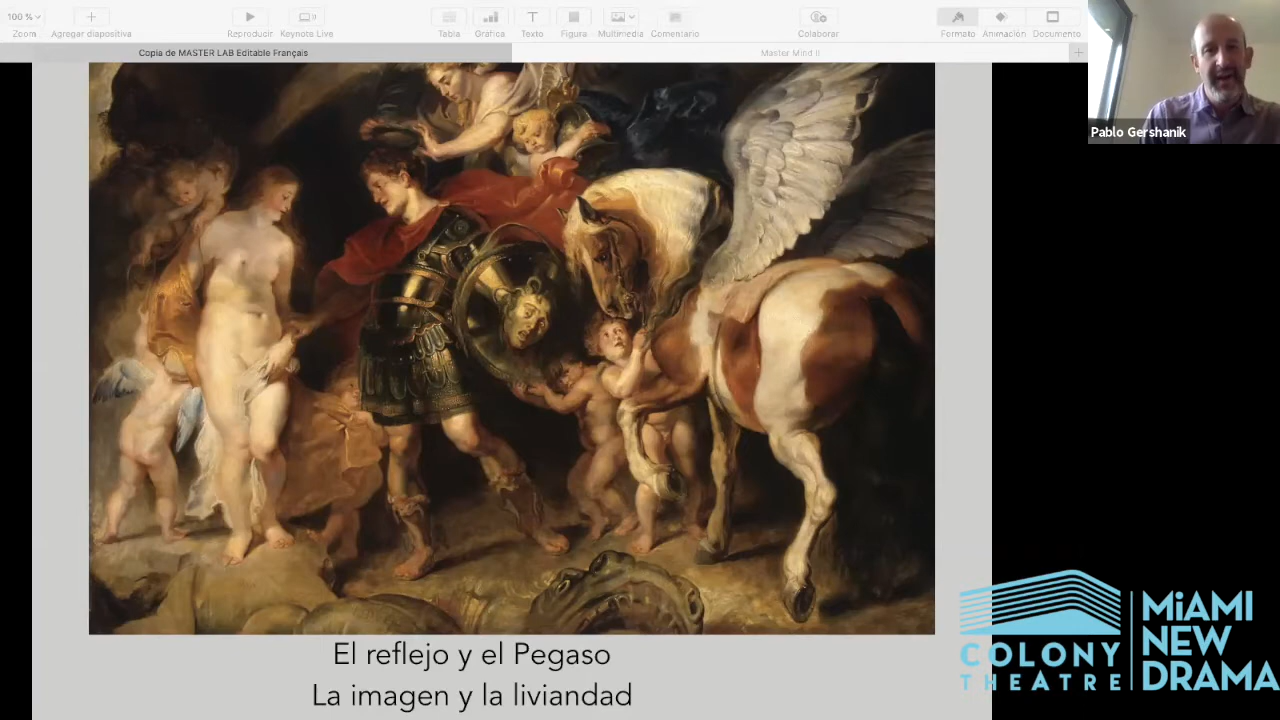 100 %
Zoom
Agregar diapositiva
Reproducir
Keynote Live
Tabla
Gráfica
Texto
Figura
Multimedia
Comentario
Colaborar
Formato
Animación
Documento
Copia de MASTER LAB Editable Français
Master Mind II
Pablo Gershanik
El reflejo y el Pegaso
La imagen y la liviandad
COLONY
THEATRE
MiAMI
NEW
DRAMA